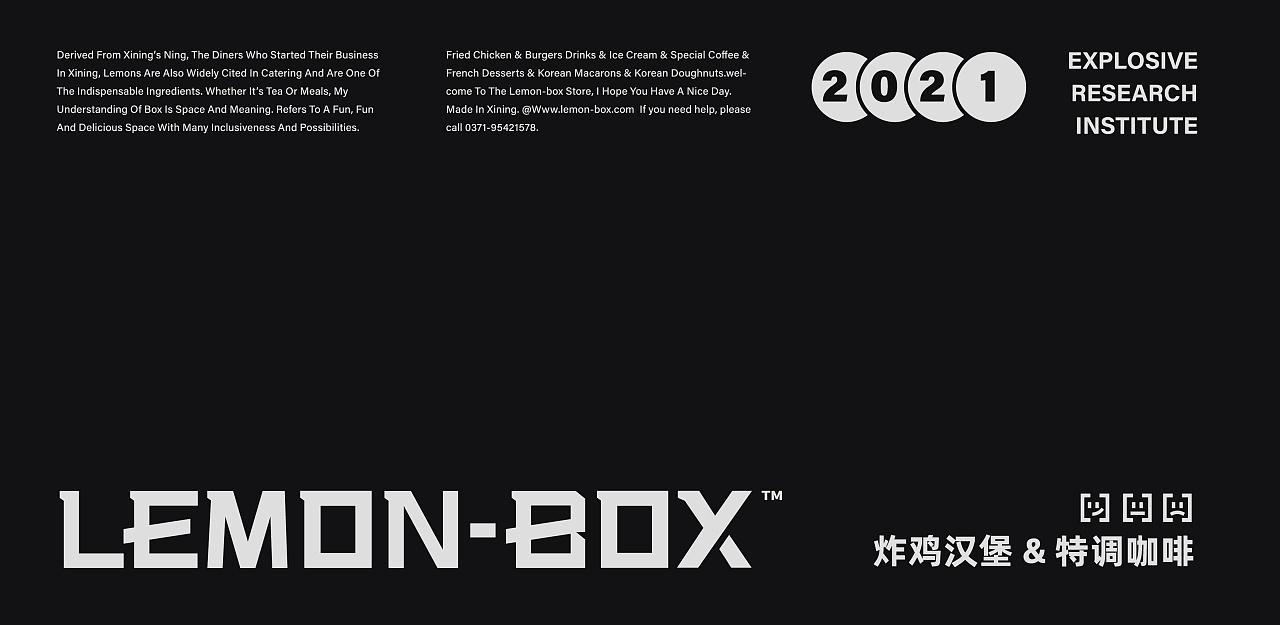 Derived From Xining's Ning, The Diners Who Started Their Business
In Xining, Lemons Are Also Widely Cited In Catering And Are One Of
The Indispensable Ingredients. Whether It's Tea Or Meals, My
Understanding Of Box Is Space And Meaning. Refers To A Fun, Fun
And Delicious Space With Many Inclusiveness And Possibilities.
Fried Chicken & Burgers Drinks & Ice Cream & Special Coffee &
French Desserts & Korean Macarons & Korean Doughnuts.wel-
come To The Lemon-box Store, I Hope You Have A Nice Day.
Made In Xining. @Www.lemon-box.com  If you need help, please
call 0371-95421578.
2021
EXPLOSIVE
RESEARCH
INSTITUTE
LEMON-BOX™
炸鸡汉堡 & 特调咖啡